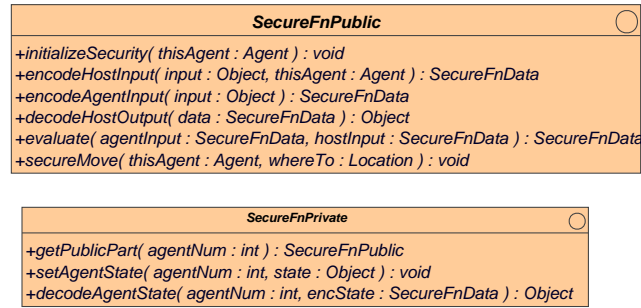 SecureFnPublic
+initializeSecurity( thisAgent : Agent ) : void
+encodeHostInput( input : Object, thisAgent : Agent ) : SecureFnData
+encodeAgentInput( input : Object ) : SecureFnData
+decodeHostOutput( data : SecureFnData ) : Object
+evaluate( agentInput : SecureFnData, hostInput : SecureFnData ) : SecureFnData
+secureMove( thisAgent : Agent, whereTo : Location ) : void
SecureFnPrivate
+getPublicPart( agentNum : int ) : SecureFnPublic
+setAgentState( agentNum : int, state : Object ) : void
+decodeAgentState( agentNum : int, encState : SecureFnData ) : Object